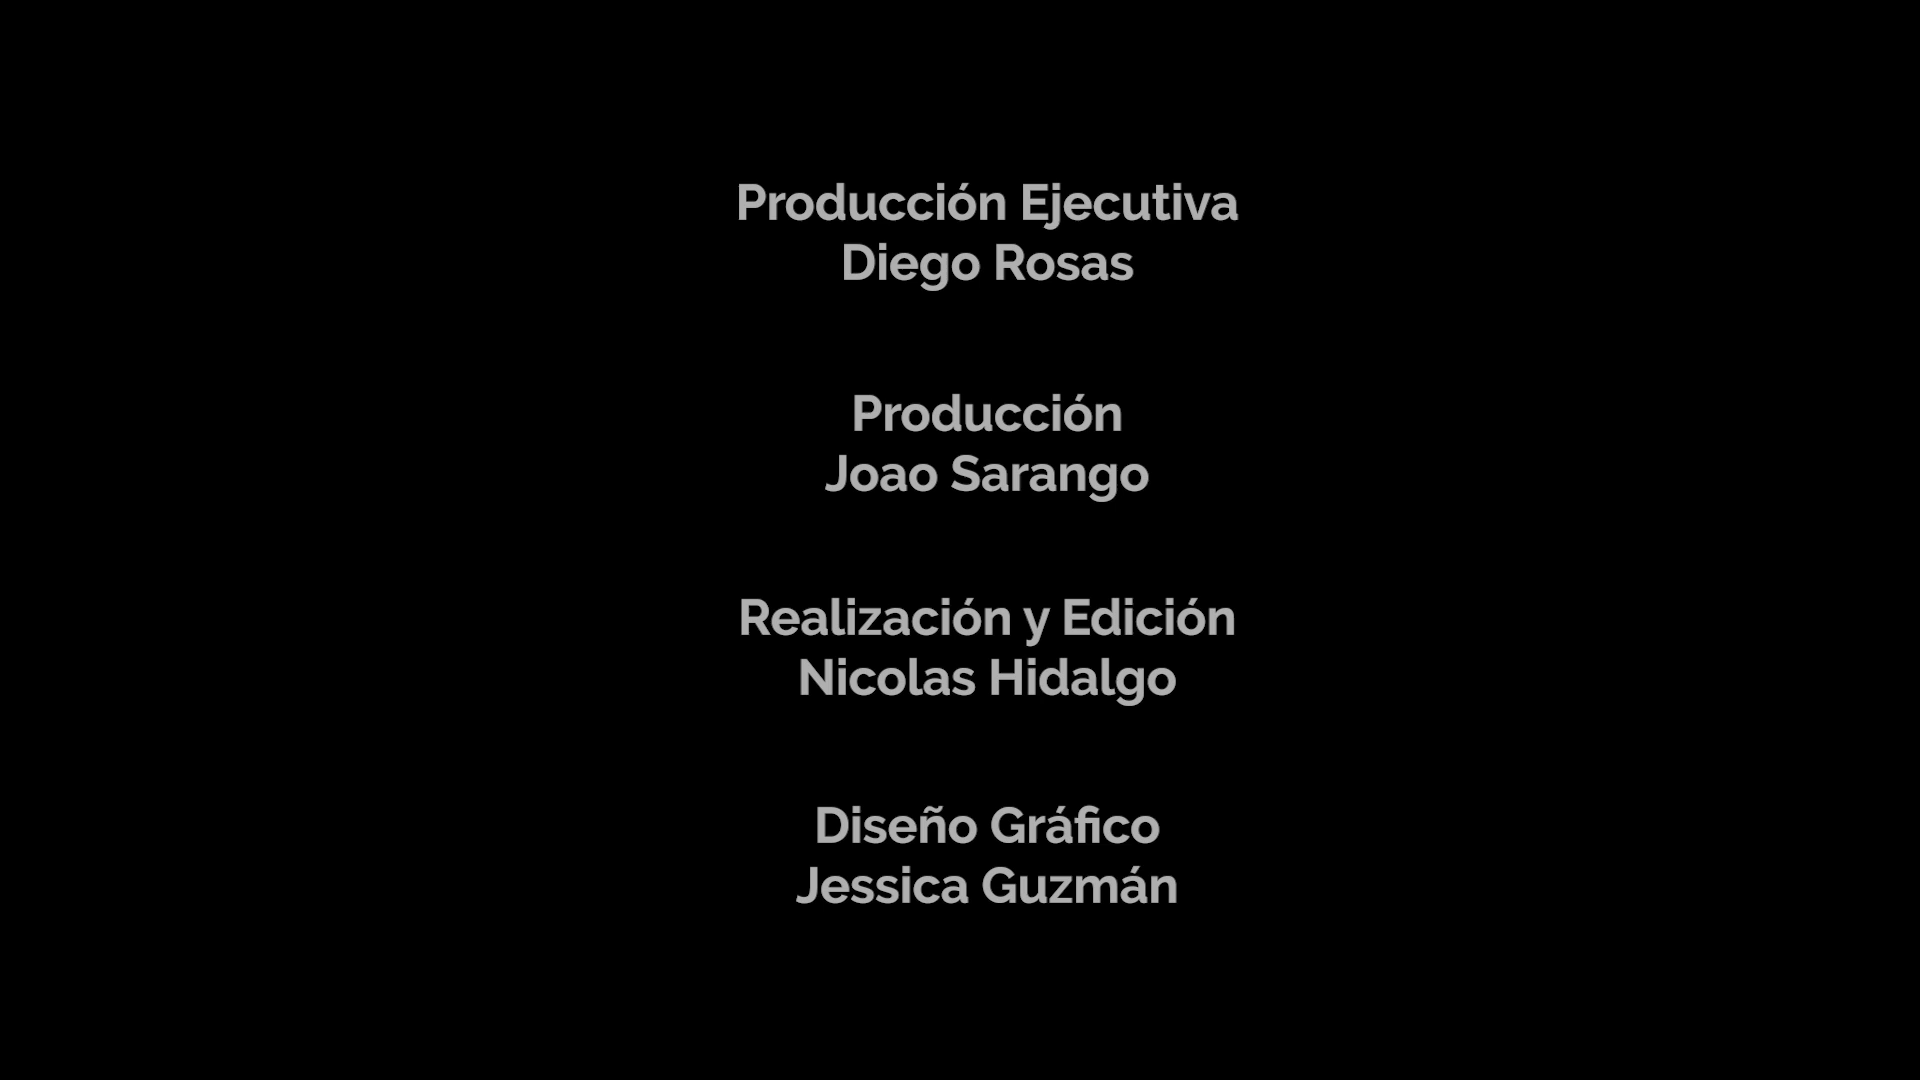 Producción Ejecutiva
Diego Rosas
Producción
Joao Sarango
Realización y Edición
Nicolas Hidalgo
Diseño Gráfico
Jessica Guzmán